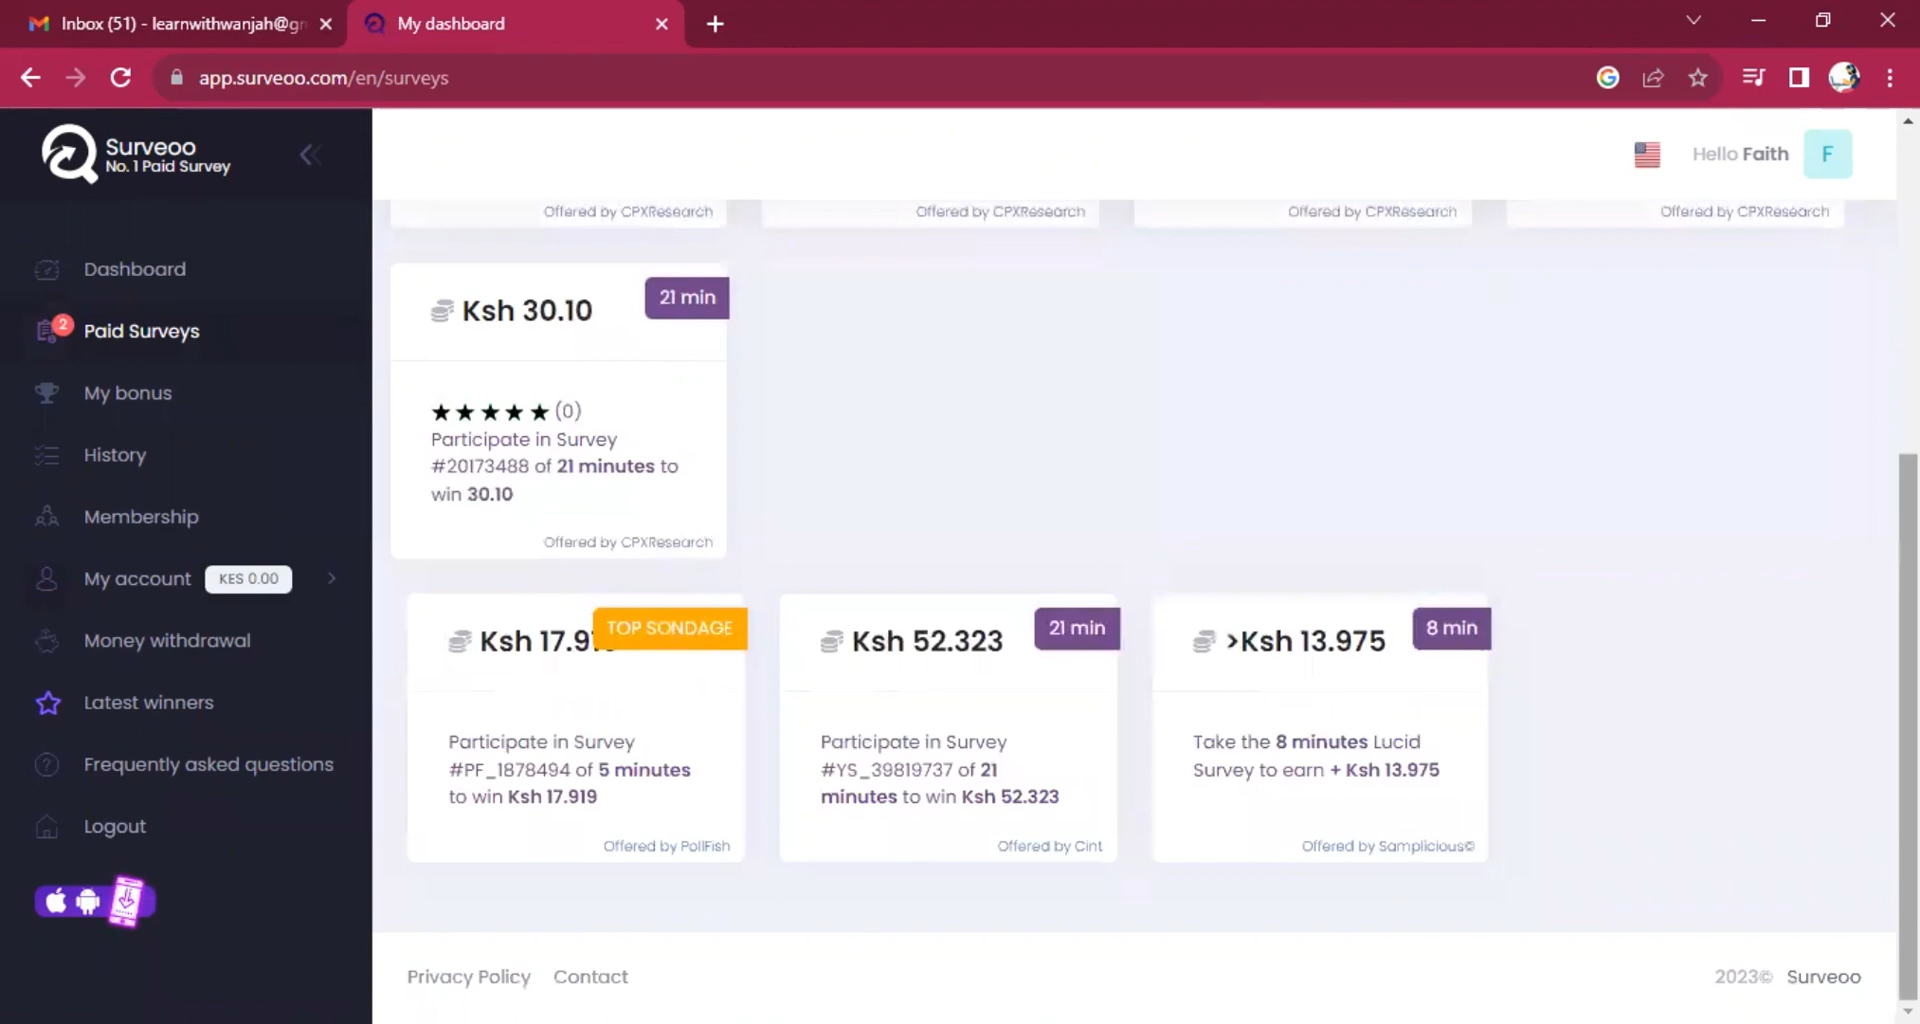 Inbox (51) - learnwithwanjah@g
My dashboard
app.surveoo.com/en/surveys
Surveoo
No. 1 Paid Survey
Hello Faith
F
Dashboard
2
Paid Surveys
My bonus
History
Membership
My account
KES 0.00
Money withdrawal
Latest winners
Frequently asked questions
Logout
Offered by CPXResearch
Offered by CPXResearch
Offered by CPXResearch
Offered by CPXResearch
Ksh 30.10
21 min
★★★★★ (0)
Participate in Survey
#20173488 of 21 minutes to
win 30.10
Offered by CPXResearch
Ksh 17.9
TOP SONDAGE
Participate in Survey
#PF_1878494 of 5 minutes
to win Ksh 17.919
Offered by PollFish
Ksh 52.323
21 min
Participate in Survey
#YS_39819737 of 21
minutes to win Ksh 52.323
Offered by Cint
>Ksh 13.975
8 min
Take the 8 minutes Lucid
Survey to earn + Ksh 13.975
Offered by Samplicious©
Privacy Policy
Contact
2023© Surveoo